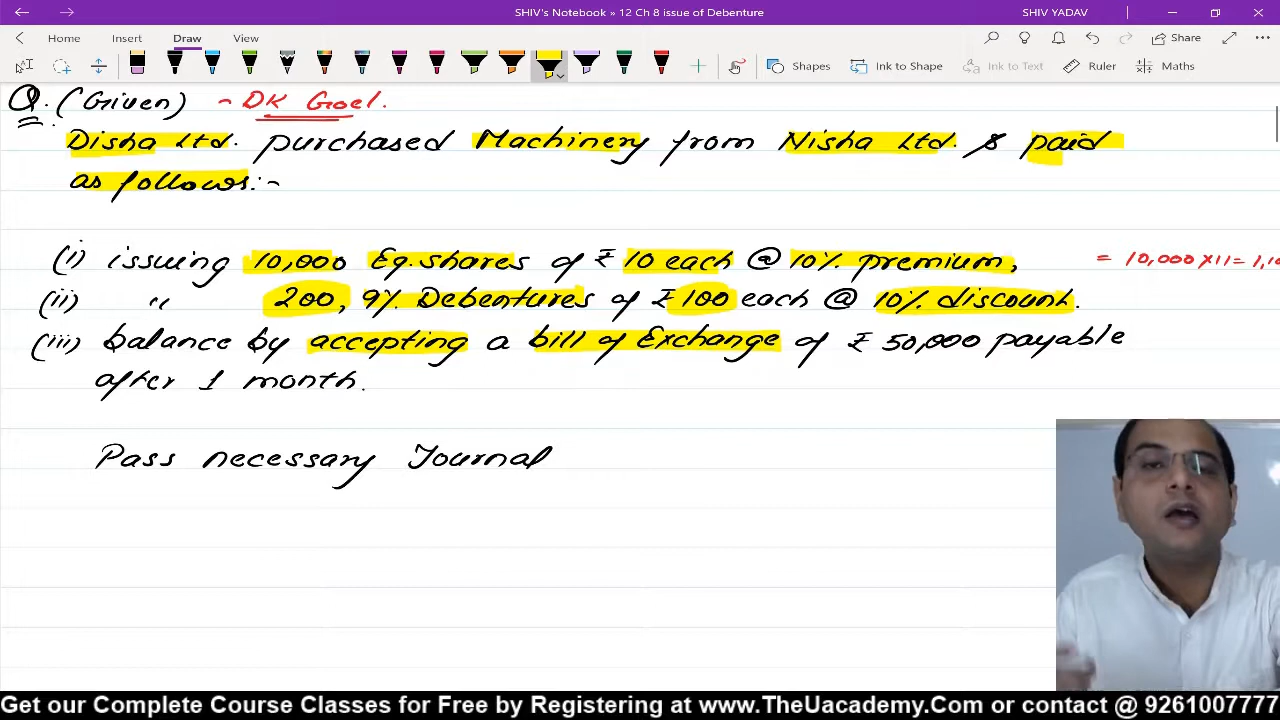 SHIV's Notebook » 12 Ch 8 issue of Debenture
SHIV YADAV
Home Insert Draw View
Share
Shapes Ink to Shape Ink to Text Ruler Maths
Q. (Given) - DK Goel.
Disha Ltd. purchased Machinery from Nisha Ltd. & paid
as follows:-
(i) issuing 10,000 Eq. shares of ₹ 10 each @ 10% premium, = 10,000 x 11 = 1,10
(ii) " 200, 9% Debentures of ₹ 100 each @ 10% discount.
(iii) balance by accepting a bill of Exchange of ₹ 50,000 payable
after 1 month.
Pass necessary Journal
Get our Complete Course Classes for Free by Registering at www.TheUacademy.Com or contact @ 9261007777